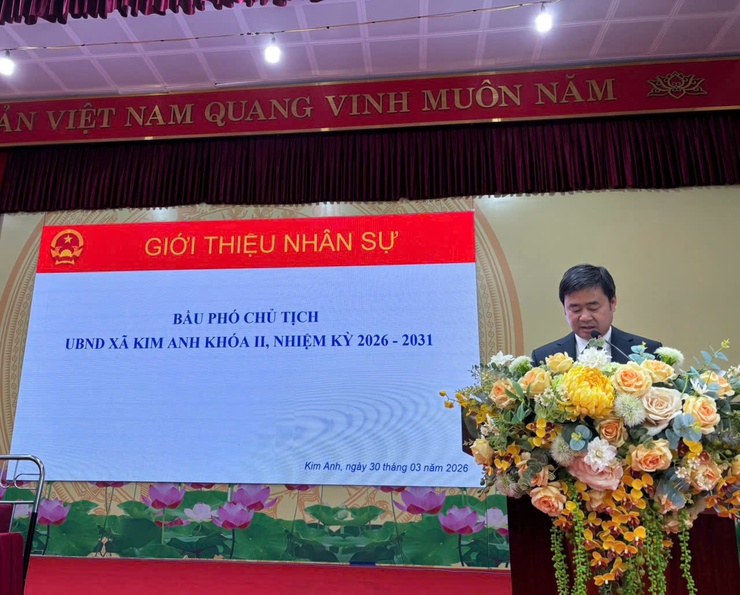 ẢN VIỆT NAM QUANG VINH MUÔN NĂM
GIỚI THIỆU NHÂN SỰ
BẦU PHÓ CHỦ TỊCH
UBND XÃ KIM ANH KHÓA II, NHIỆM KỲ 2026 - 2031
Kim Anh, ngày 30 tháng 03 năm 2026